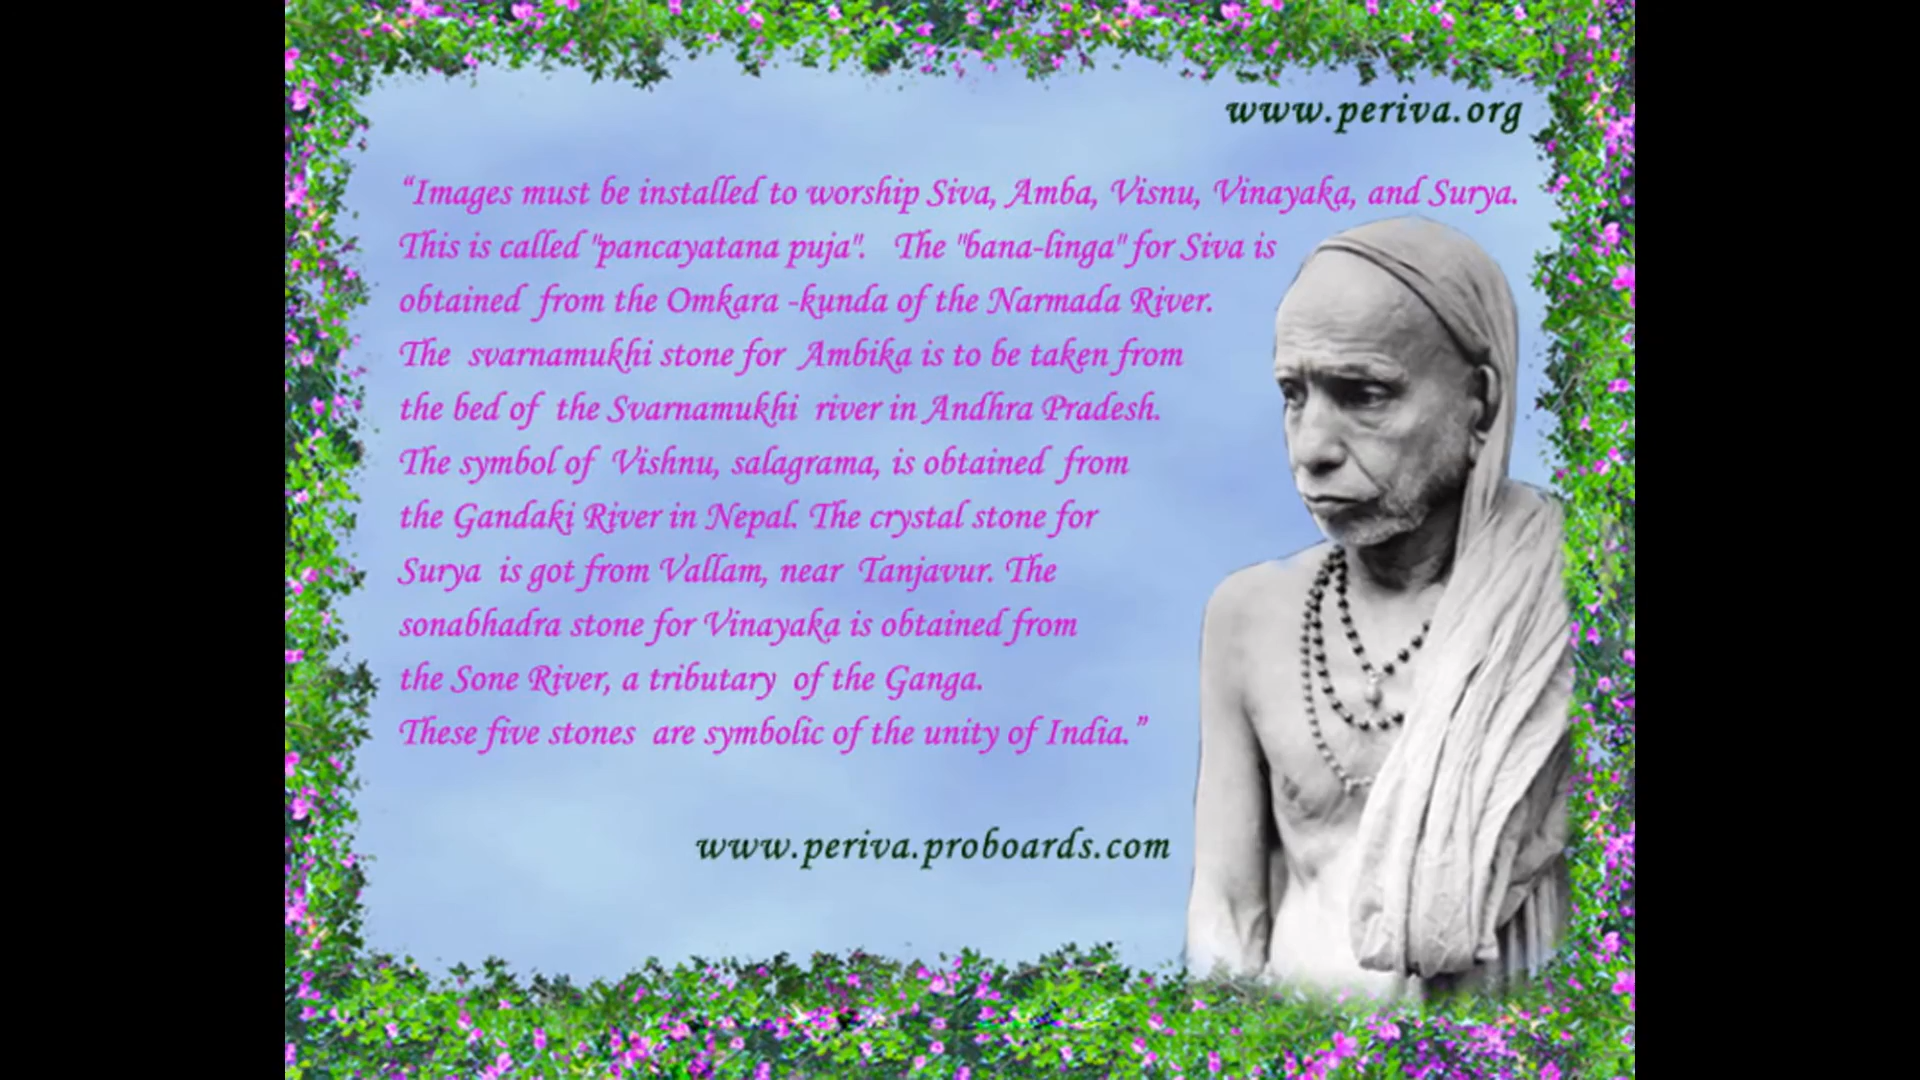 www.periva.org
“Images must be installed to worship Siva, Amba, Visnu, Vinayaka, and Surya.
This is called "pancayatana puja". The "bana-linga" for Siva is
obtained from the Omkara -kunda of the Narmada River.
The svarnamukhi stone for Ambika is to be taken from
the bed of the Svarnamukhi river in Andhra Pradesh.
The symbol of Vishnu, salagrama, is obtained from
the Gandaki River in Nepal. The crystal stone for
Surya is got from Vallam, near Tanjavur. The
sonabhadra stone for Vinayaka is obtained from
the Sone River, a tributary of the Ganga.
These five stones are symbolic of the unity of India.”
www.periva.proboards.com